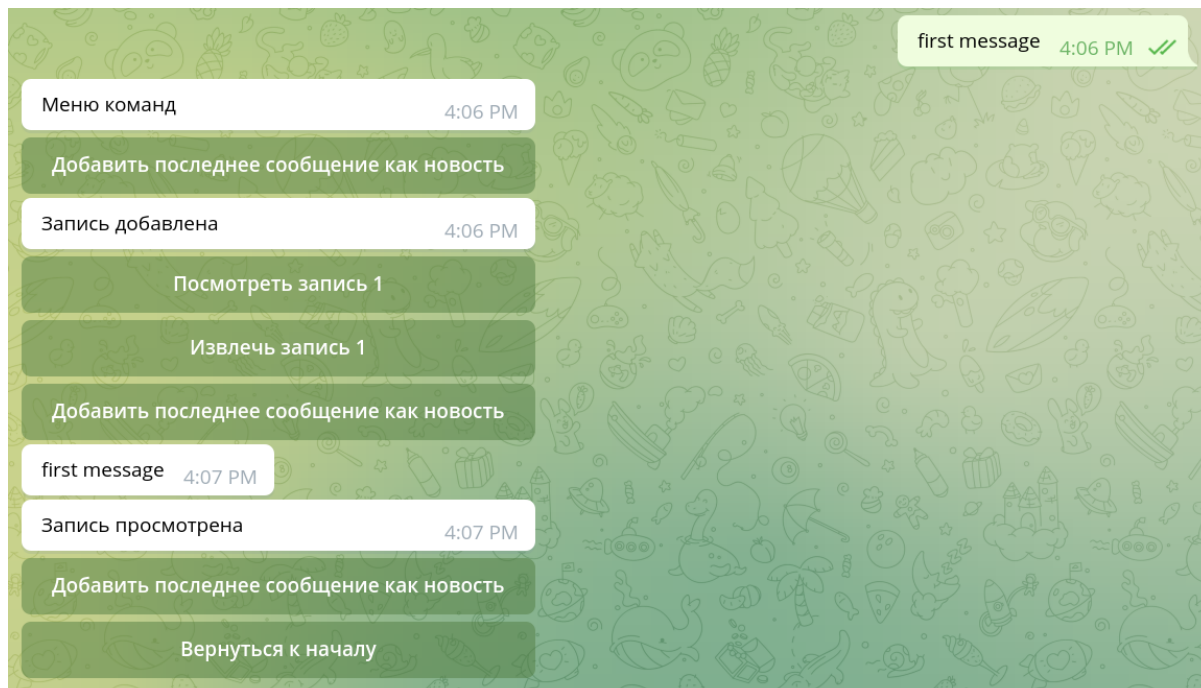 first message 4:06 PM
Меню команд 4:06 PM
Добавить последнее сообщение как новость
Запись добавлена 4:06 PM
Посмотреть запись 1
Извлечь запись 1
Добавить последнее сообщение как новость
first message 4:07 PM
Запись просмотрена 4:07 PM
Добавить последнее сообщение как новость
Вернуться к началу